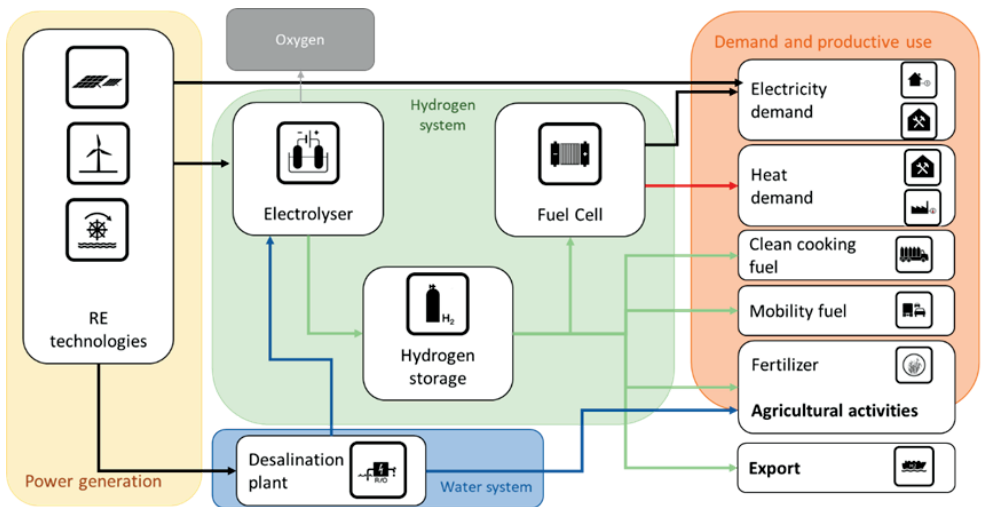 Oxygen
Demand and productive use
Hydrogen
system
Electricity
demand
Electrolyser
Fuel Cell
Heat
demand
Clean cooking
fuel
RE
technologies
H₂
Hydrogen
storage
Mobility fuel
Fertilizer
Agricultural activities
Desalination
plant
R/O
Water system
Power generation
Export